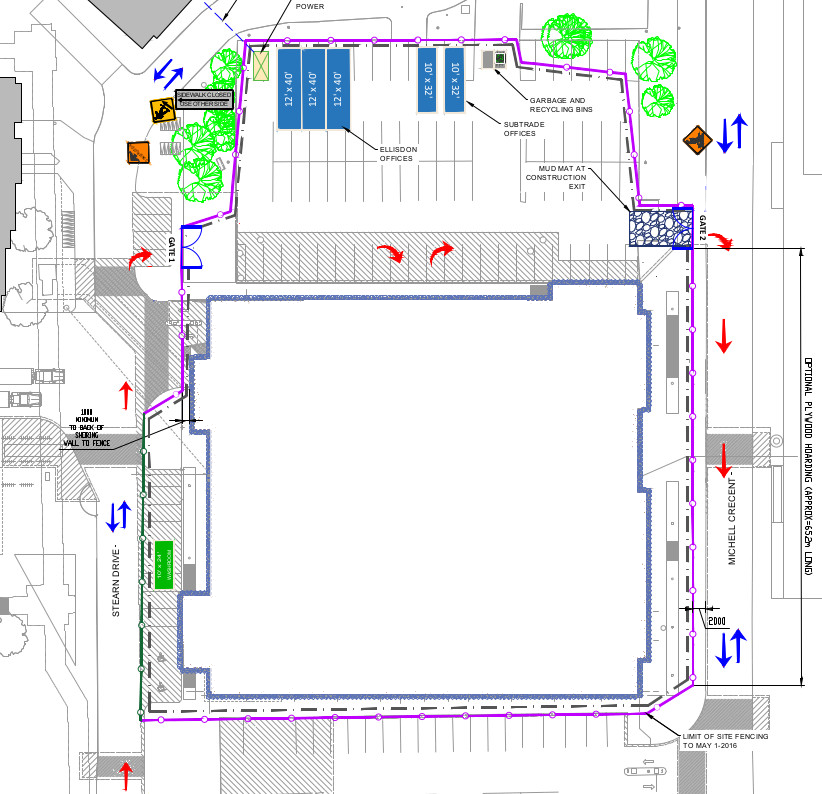 POWER
SIDEWALK CLOSED
USE OTHER SIDE
12' x 40'
12' x 40'
12' x 40'
10' x 32'
10' x 32'
GARBAGE AND
RECYCLING BINS
SUBTRADE
OFFICES
ELLISDON
OFFICES
MUD MAT AT
CONSTRUCTION
EXIT
GATE 1
GATE 2
1000
MINIMUM
TO BACK OF
SHORING
WALL TO FENCE
OPTIONAL PLYWOOD HOARDING (APPROX=652m LONG)
MICHELL CRECENT -
STEARN DRIVE -
10' x 24'
WASHROOM
2000
LIMIT OF SITE FENCING
TO MAY 1-2016